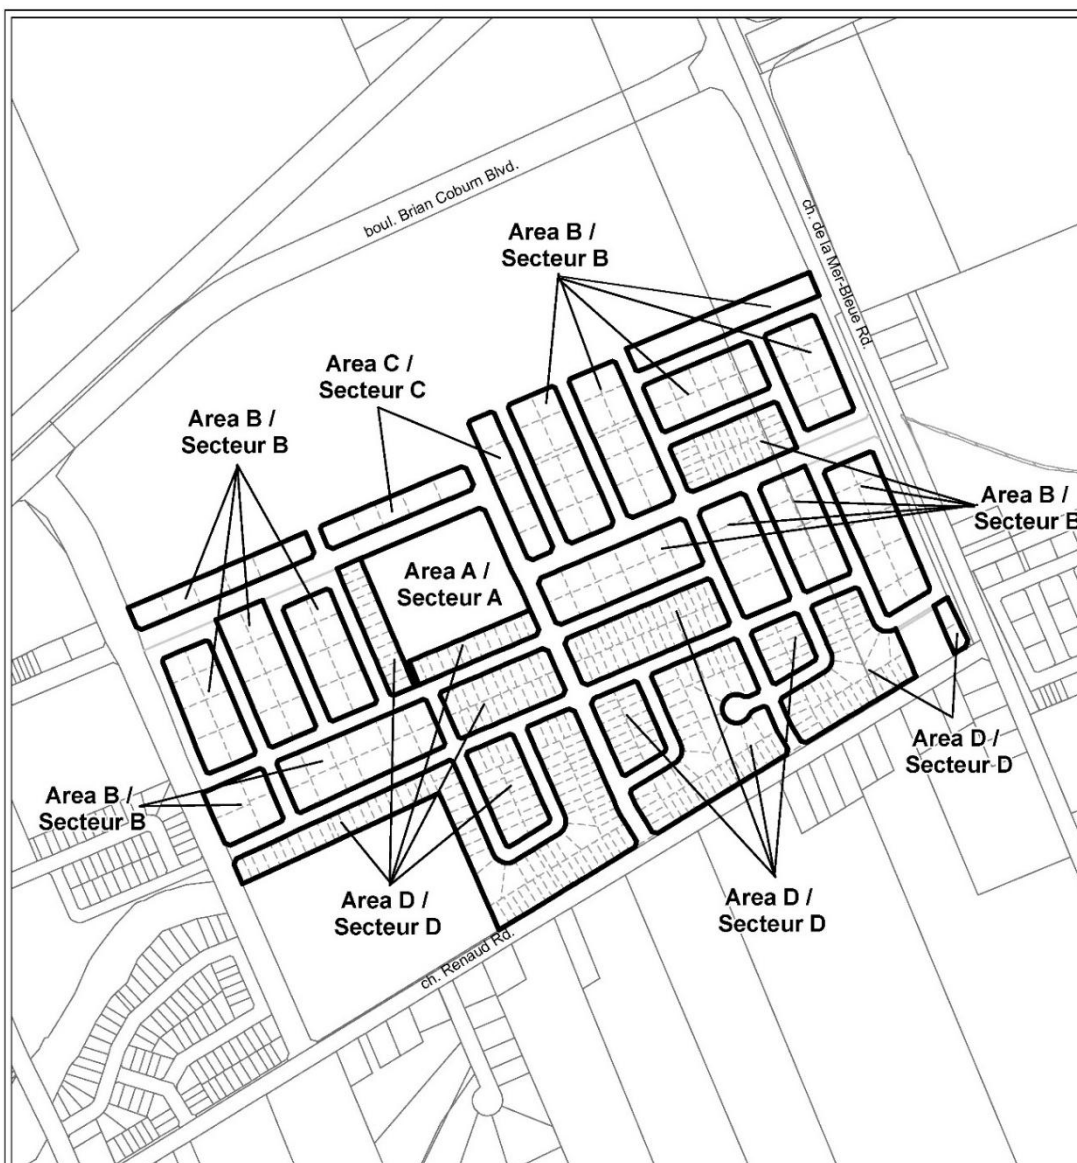 boul. Brian Coburn Blvd.
ch. de la Mer-Bleue Rd.
Area B /
Secteur B
Area C /
Secteur C
Area B /
Secteur B
Area B /
Secteur B
Area A /
Secteur A
Area D /
Secteur D
Area B /
Secteur B
Area D /
Secteur D
Area D /
Secteur D
ch. Renaud Rd.